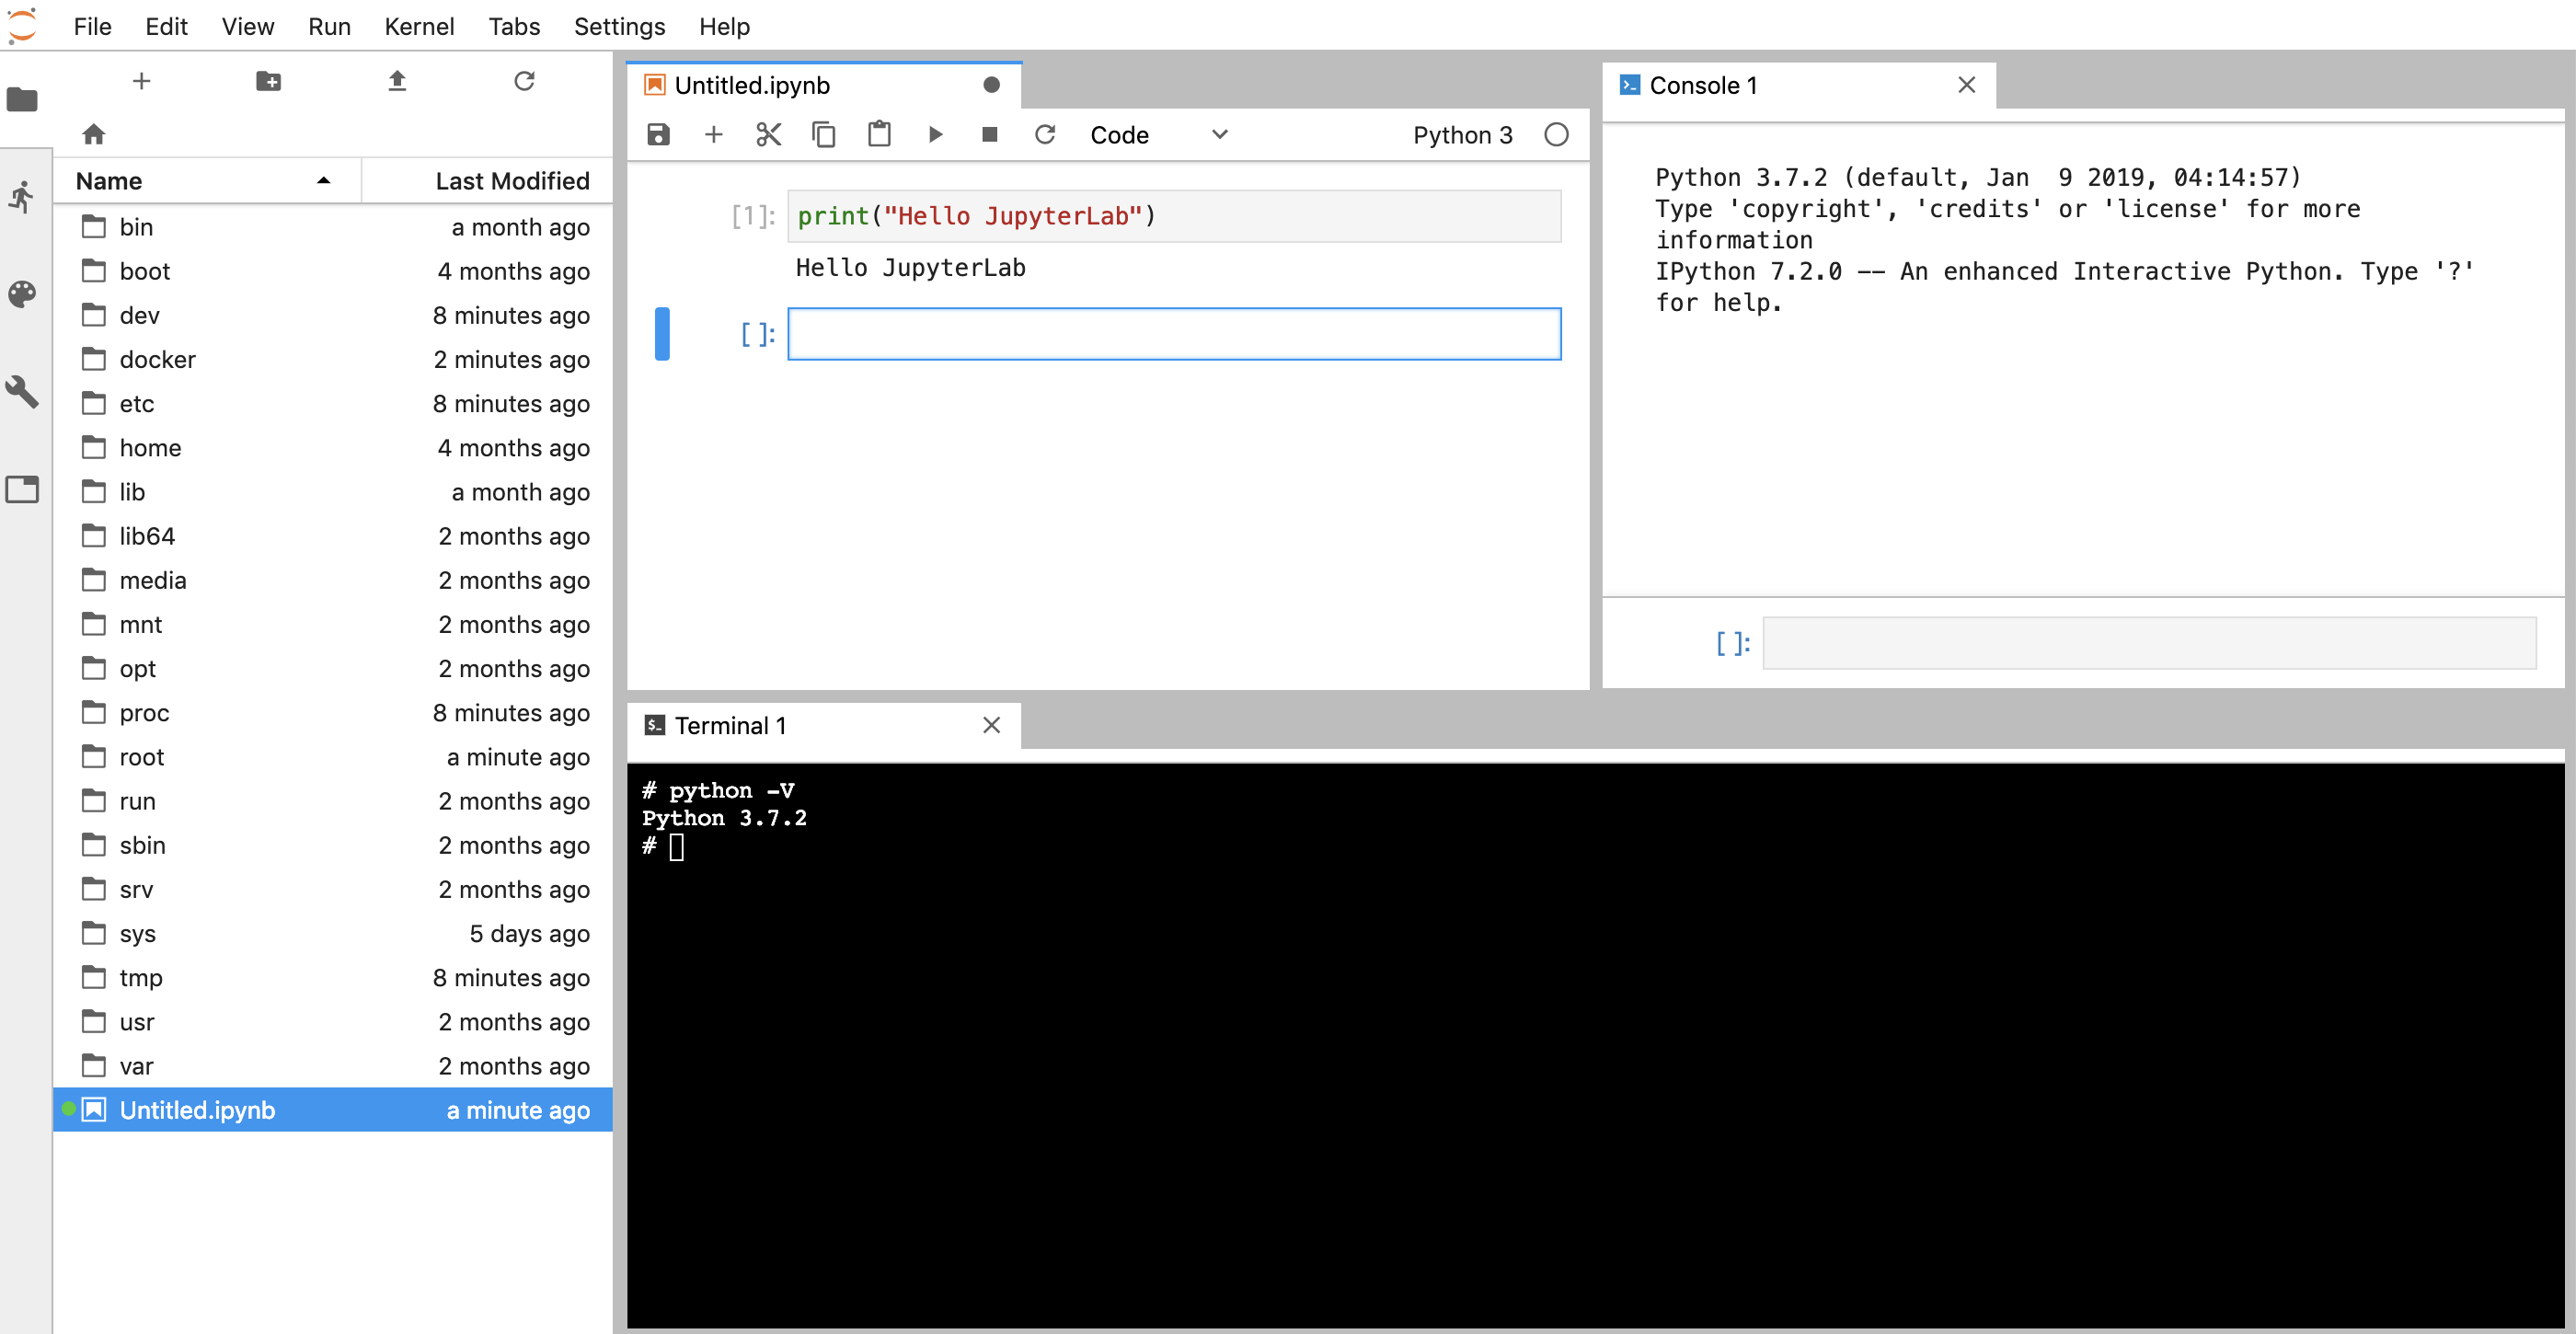 File Edit View Run Kernel Tabs Settings Help
Name Last Modified
bin a month ago
boot 4 months ago
dev 8 minutes ago
docker 2 minutes ago
etc 8 minutes ago
home 4 months ago
lib a month ago
lib64 2 months ago
media 2 months ago
mnt 2 months ago
opt 2 months ago
proc 8 minutes ago
root a minute ago
run 2 months ago
sbin 2 months ago
srv 2 months ago
sys 5 days ago
tmp 8 minutes ago
usr 2 months ago
var 2 months ago
Untitled.ipynb a minute ago
Untitled.ipynb
Code Python 3
[1]: print("Hello JupyterLab")
Hello JupyterLab
[ ]:
Console 1
Python 3.7.2 (default, Jan  9 2019, 04:14:57)
Type 'copyright', 'credits' or 'license' for more
information
IPython 7.2.0 -- An enhanced Interactive Python. Type '?'
for help.
[ ]:
$_ Terminal 1
# python -V
Python 3.7.2
#